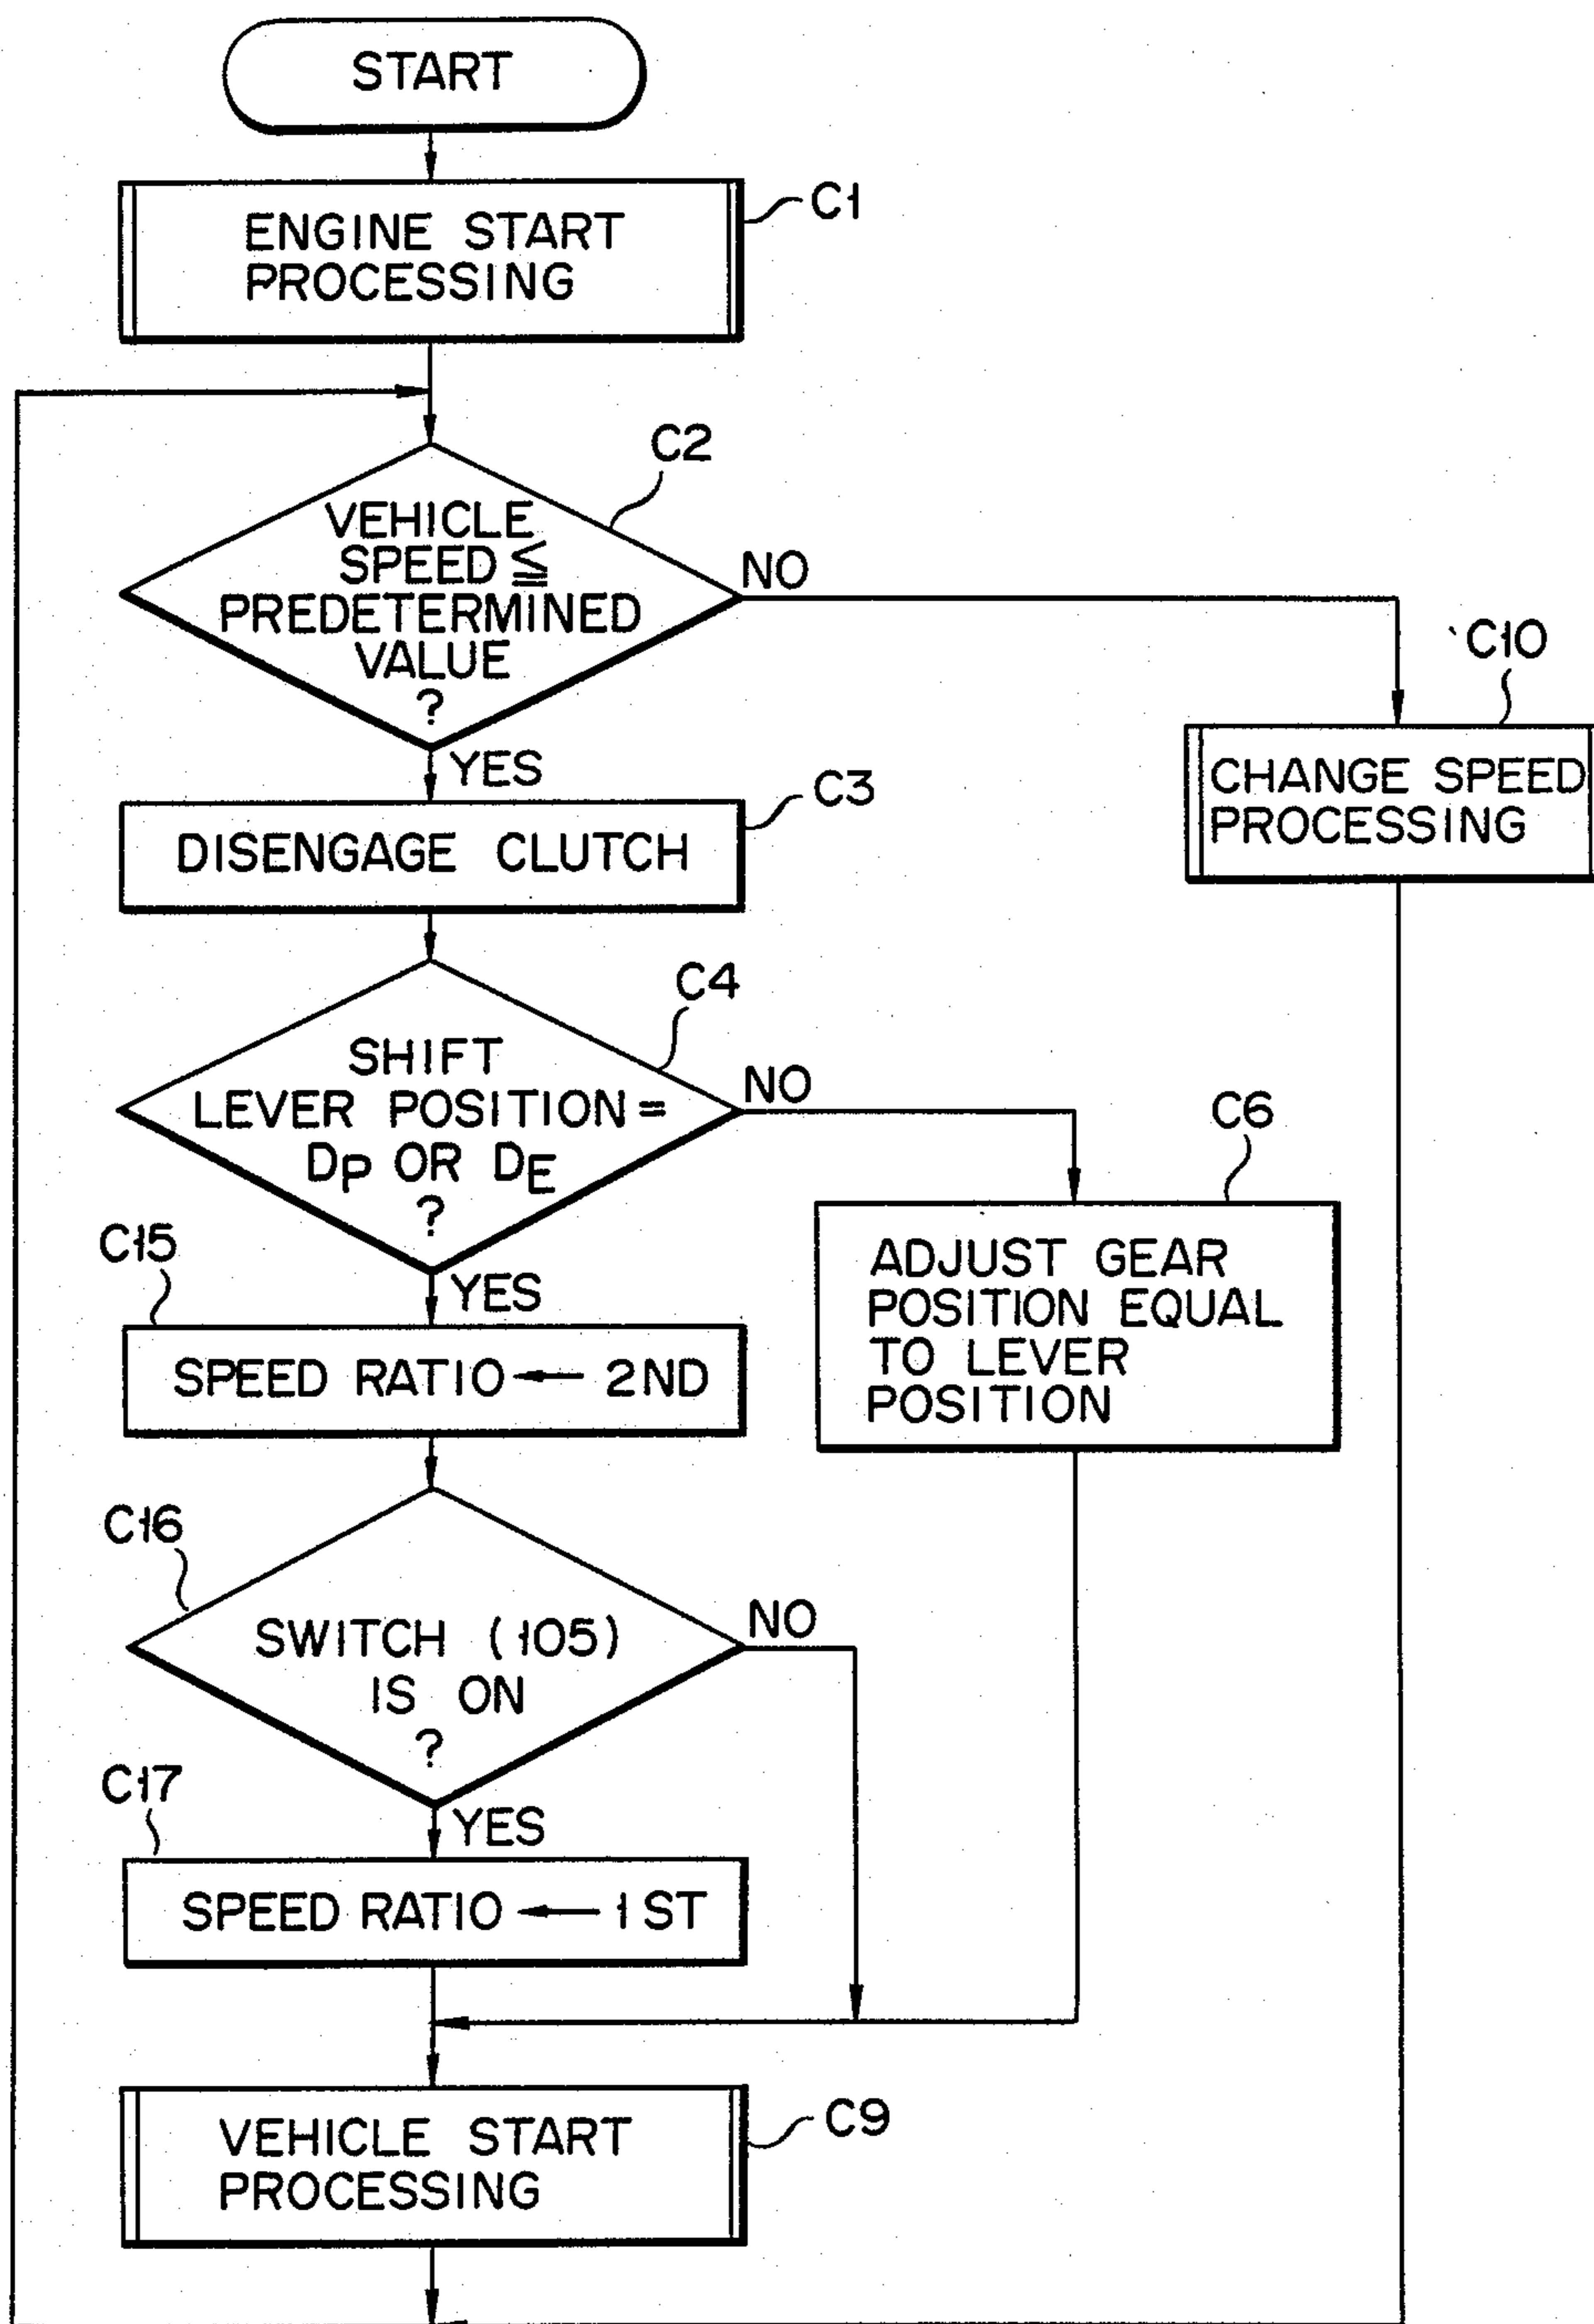 START
C1
ENGINE START
PROCESSING
C2
VEHICLE
SPEED ≦
PREDETERMINED
VALUE
?
NO
YES
C10
CHANGE SPEED
PROCESSING
C3
DISENGAGE CLUTCH
C4
SHIFT
LEVER POSITION =
DP OR DE
?
NO
YES
C6
ADJUST GEAR
POSITION EQUAL
TO LEVER
POSITION
C15
SPEED RATIO ← 2ND
C16
SWITCH (105)
IS ON
?
NO
YES
C17
SPEED RATIO ← 1ST
C9
VEHICLE START
PROCESSING